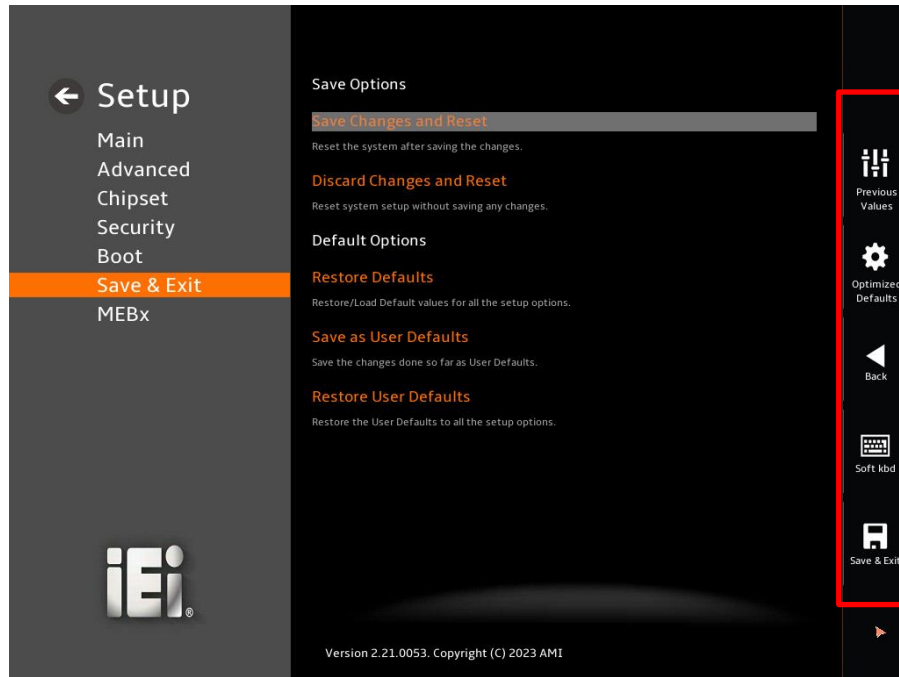 Setup
Main
Advanced
Chipset
Security
Boot
Save & Exit
MEBx
iEi®
Save Options
Save Changes and Reset
Reset the system after saving the changes.
Discard Changes and Reset
Reset system setup without saving any changes.
Default Options
Restore Defaults
Restore/Load Default values for all the setup options.
Save as User Defaults
Save the changes done so far as User Defaults.
Restore User Defaults
Restore the User Defaults to all the setup options.
Version 2.21.0053. Copyright (C) 2023 AMI
Previous
Values
Optimized
Defaults
Back
Soft kbd
Save & Exit